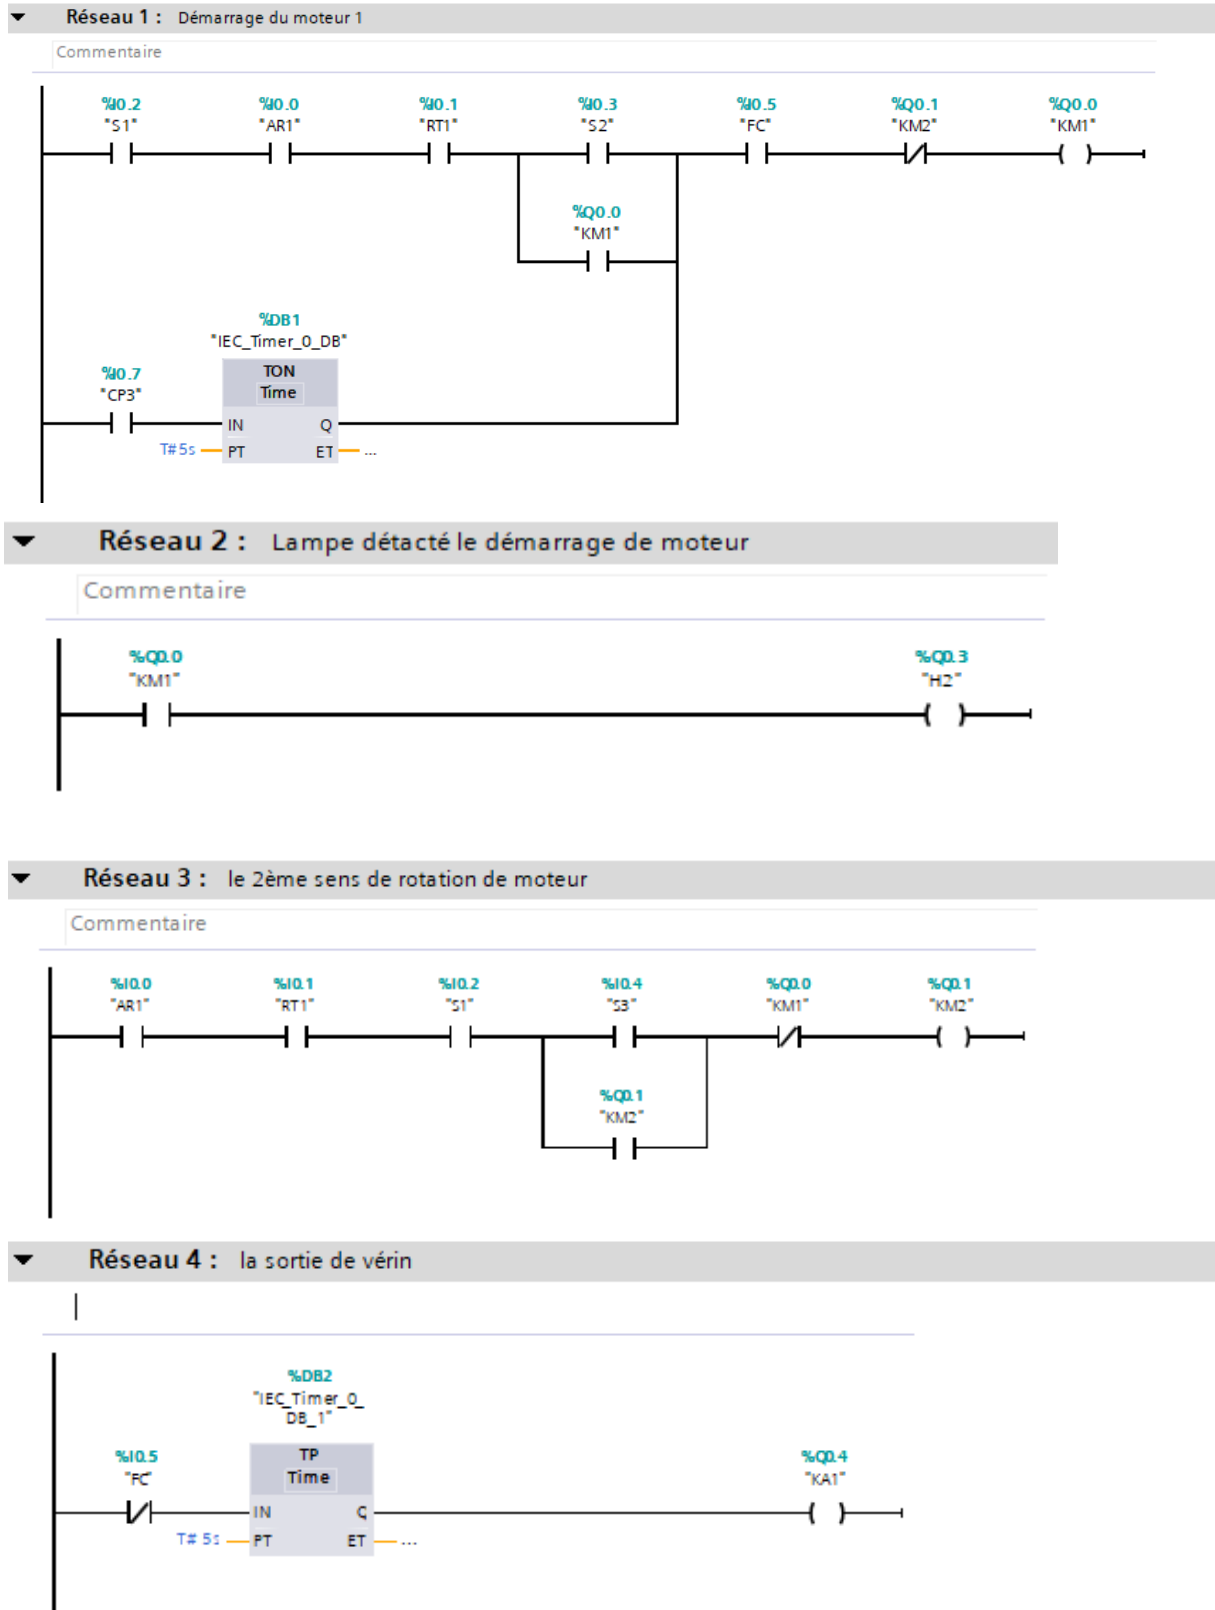 Réseau 1 : Démarrage du moteur 1
Commentaire
%I0.2 %I0.0 %I0.1 %I0.3 %I0.5 %Q0.1 %Q0.0
"S1" "AR1" "RT1" "S2" "FC" "KM2" "KM1"
%Q0.0
"KM1"
%DB1
"IEC_Timer_0_DB"
TON
Time
%I0.7
"CP3"
IN Q
T#5s PT ET ...
Réseau 2 : Lampe détacté le démarrage de moteur
Commentaire
%Q0.0 %Q0.3
"KM1" "H2"
Réseau 3 : le 2ème sens de rotation de moteur
Commentaire
%I0.0 %I0.1 %I0.2 %I0.4 %Q0.0 %Q0.1
"AR1" "RT1" "S1" "S3" "KM1" "KM2"
%Q0.1
"KM2"
Réseau 4 : la sortie de vérin
%DB2
"IEC_Timer_0_
DB_1"
%I0.5 TP %Q0.4
"FC" Time "KA1"
IN Q
T# 5s PT ET ...